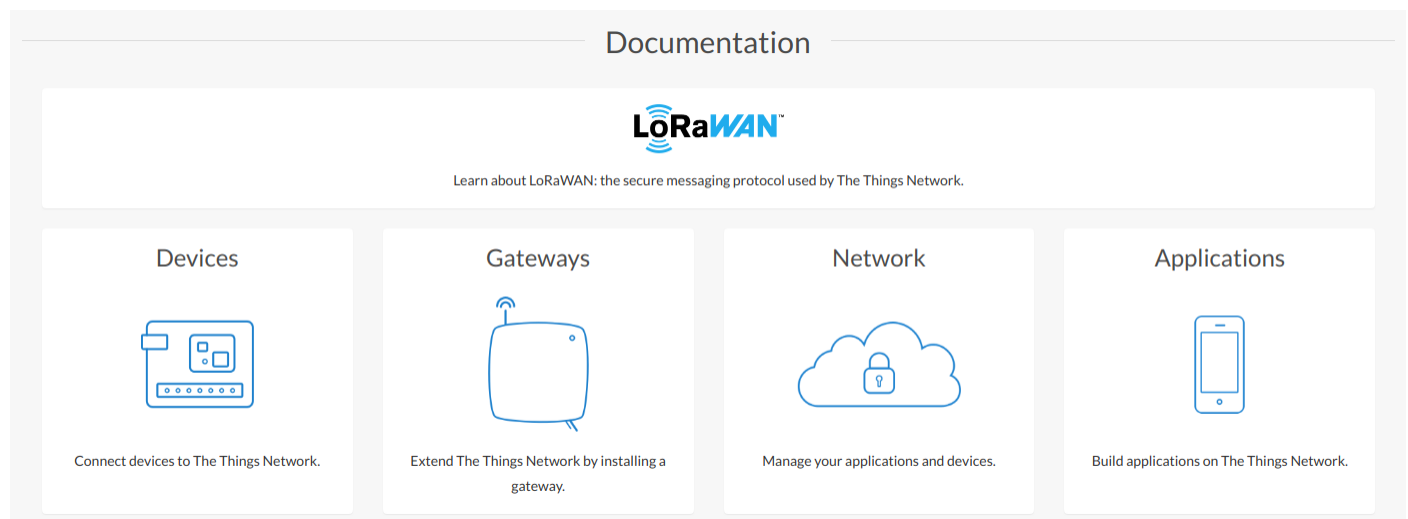 Documentation
LoRaWAN™
Learn about LoRaWAN: the secure messaging protocol used by The Things Network.
Devices
Connect devices to The Things Network.
Gateways
Extend The Things Network by installing a
gateway.
Network
Manage your applications and devices.
Applications
Build applications on The Things Network.